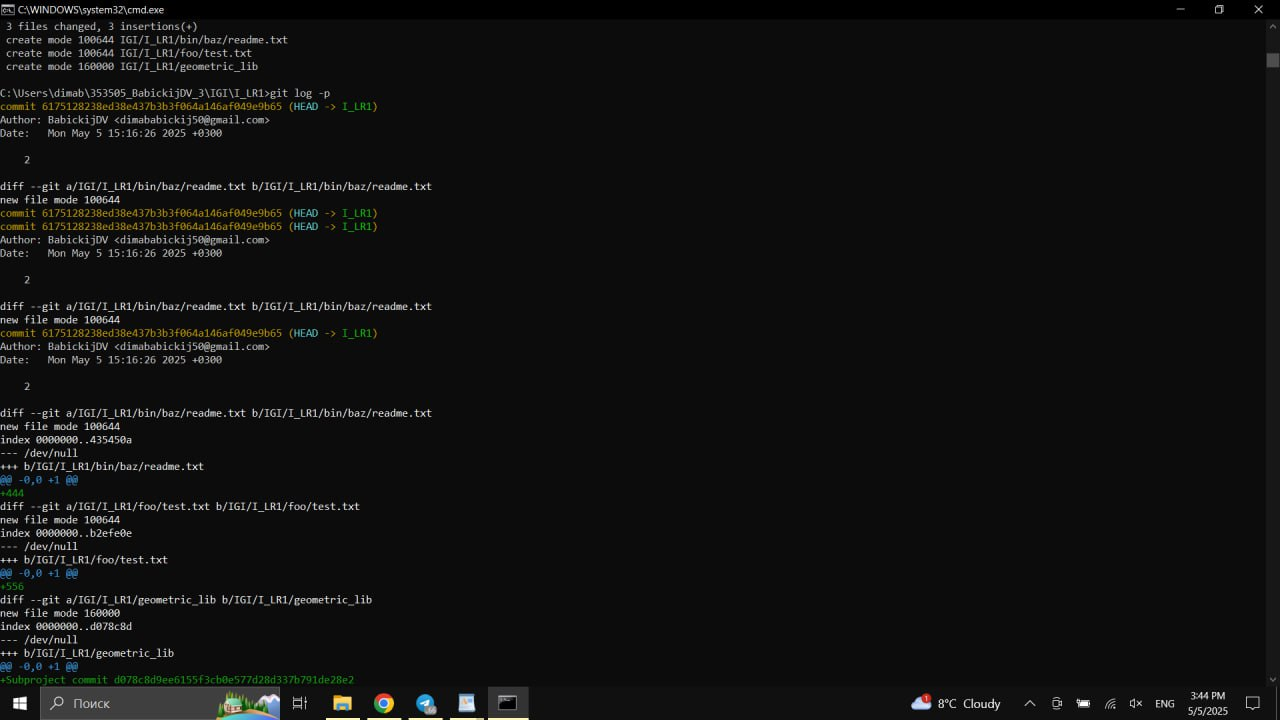 C:\WINDOWS\system32\cmd.exe
 3 files changed, 3 insertions(+)
 create mode 100644 IGI/I_LR1/bin/baz/readme.txt
 create mode 100644 IGI/I_LR1/foo/test.txt
 create mode 160000 IGI/I_LR1/geometric_lib
C:\Users\dimab\353505_BabickijDV_3\IGI\I_LR1>git log -p
commit 6175128238ed38e437b3b3f064a146af049e9b65 (HEAD -> I_LR1)
Author: BabickijDV <dimababickij50@gmail.com>
Date:   Mon May 5 15:16:26 2025 +0300
    2
diff --git a/IGI/I_LR1/bin/baz/readme.txt b/IGI/I_LR1/bin/baz/readme.txt
new file mode 100644
commit 6175128238ed38e437b3b3f064a146af049e9b65 (HEAD -> I_LR1)
commit 6175128238ed38e437b3b3f064a146af049e9b65 (HEAD -> I_LR1)
Author: BabickijDV <dimababickij50@gmail.com>
Date:   Mon May 5 15:16:26 2025 +0300
    2
diff --git a/IGI/I_LR1/bin/baz/readme.txt b/IGI/I_LR1/bin/baz/readme.txt
new file mode 100644
commit 6175128238ed38e437b3b3f064a146af049e9b65 (HEAD -> I_LR1)
Author: BabickijDV <dimababickij50@gmail.com>
Date:   Mon May 5 15:16:26 2025 +0300
    2
diff --git a/IGI/I_LR1/bin/baz/readme.txt b/IGI/I_LR1/bin/baz/readme.txt
new file mode 100644
index 0000000..435450a
--- /dev/null
+++ b/IGI/I_LR1/bin/baz/readme.txt
@@ -0,0 +1 @@
+444
diff --git a/IGI/I_LR1/foo/test.txt b/IGI/I_LR1/foo/test.txt
new file mode 100644
index 0000000..b2efe0e
--- /dev/null
+++ b/IGI/I_LR1/foo/test.txt
@@ -0,0 +1 @@
+556
diff --git a/IGI/I_LR1/geometric_lib b/IGI/I_LR1/geometric_lib
new file mode 160000
index 0000000..d078c8d
--- /dev/null
+++ b/IGI/I_LR1/geometric_lib
@@ -0,0 +1 @@
+Subproject commit d078c8d9ee6155f3cb0e577d28d337b791de28e2
Поиск
1
8°C Cloudy
ENG
3:44 PM
5/5/2025